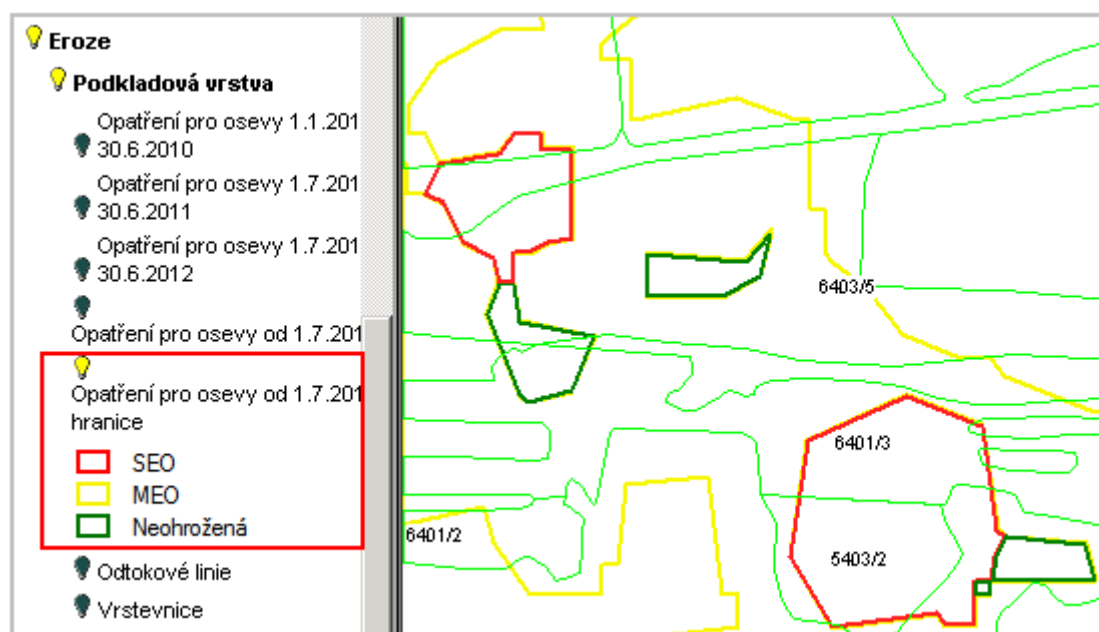 Eroze
Podkladová vrstva
Opatření pro osevy 1.1.201
30.6.2010
Opatření pro osevy 1.7.201
30.6.2011
Opatření pro osevy 1.7.201
30.6.2012
Opatření pro osevy od 1.7.201
Opatření pro osevy od 1.7.201
hranice
SEO
MEO
Neohrožená
Odtokové linie
Vrstevnice
6403/5
6401/3
6401/2
5403/2